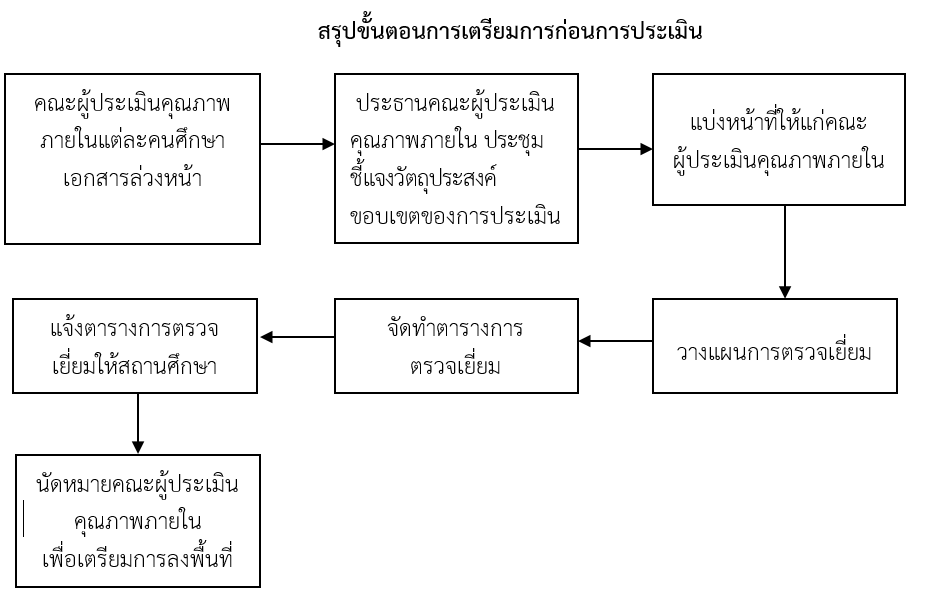 สรุปขั้นตอนการเตรียมการก่อนการประเมิน
คณะผู้ประเมินคุณภาพ
ภายในแต่ละคนศึกษา
เอกสารล่วงหน้า
ประธานคณะผู้ประเมิน
คุณภาพภายใน ประชุม
ชี้แจงวัตถุประสงค์
ขอบเขตของการประเมิน
แบ่งหน้าที่ให้แก่คณะ
ผู้ประเมินคุณภาพภายใน
วางแผนการตรวจเยี่ยม
จัดทำตารางการ
ตรวจเยี่ยม
แจ้งตารางการตรวจ
เยี่ยมให้สถานศึกษา
นัดหมายคณะผู้ประเมิน
คุณภาพภายใน
เพื่อเตรียมการลงพื้นที่